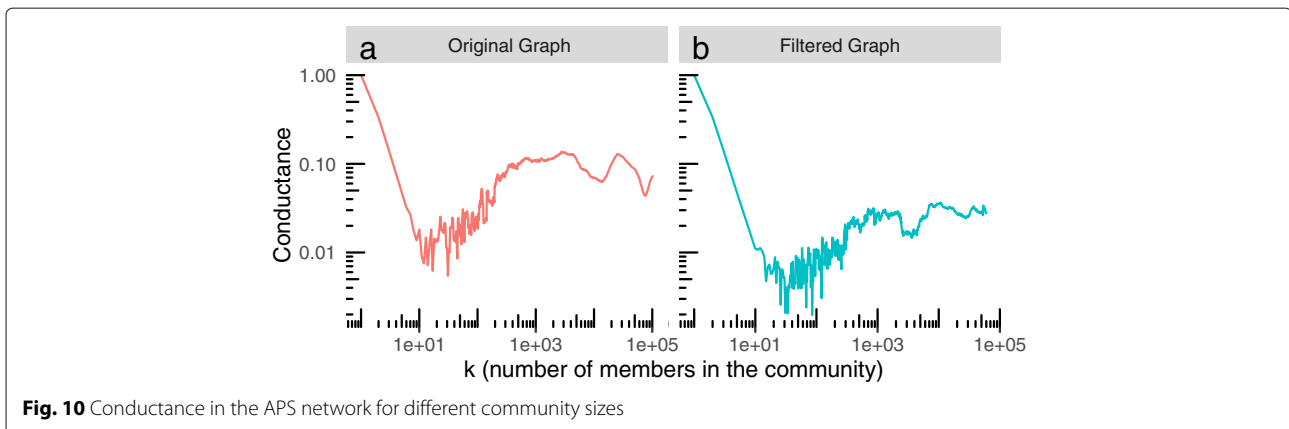 a Original Graph
b Filtered Graph
1.00
0.10
0.01
Conductance
1e+01 1e+03 1e+05
1e+01 1e+03 1e+05
k (number of members in the community)
Fig. 10 Conductance in the APS network for different community sizes